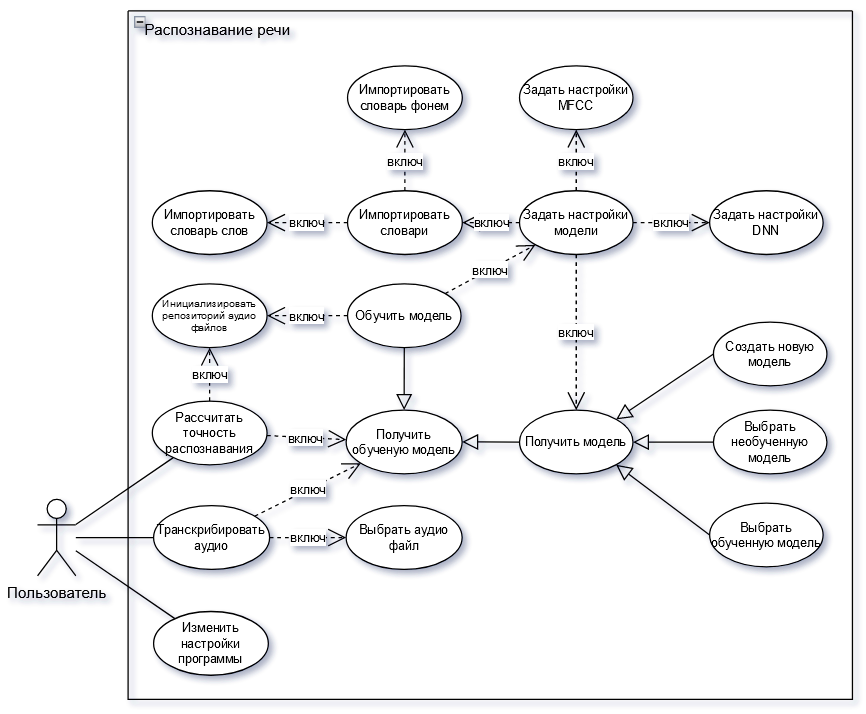 Распознавание речи
Импортировать
словарь фонем
Задать настройки
MFCC
включ
включ
Импортировать
словарь слов
включ
Импортировать
словари
включ
Задать настройки
модели
включ
Задать настройки
DNN
включ
Инициализировать
репозиторий аудио
файлов
включ
Обучить модель
включ
Создать новую
модель
включ
Рассчитать
точность
распознавания
включ
Получить
обученую модель
Получить модель
Выбрать
необученную
модель
включ
Транскрибировать
аудио
включ
Выбрать аудио
файл
Выбрать
обученную модель
Пользователь
Изменить
настройки
программы